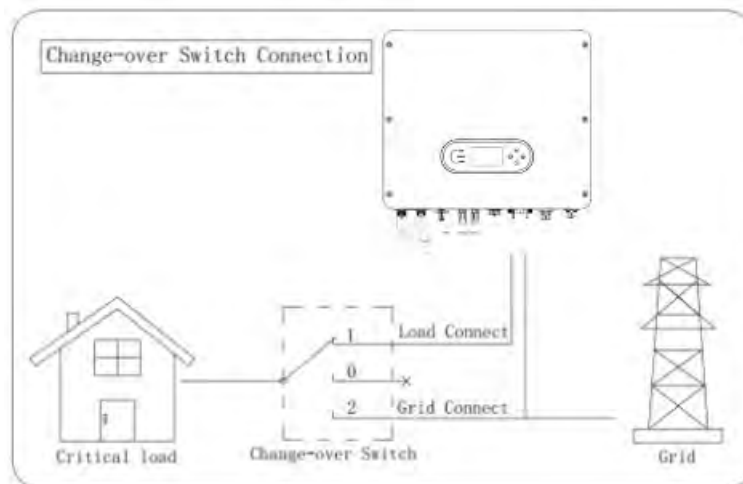 Change-over Switch Connection
1
Load Connect
0
2
Grid Connect
Critical load
Change-over Switch
Grid